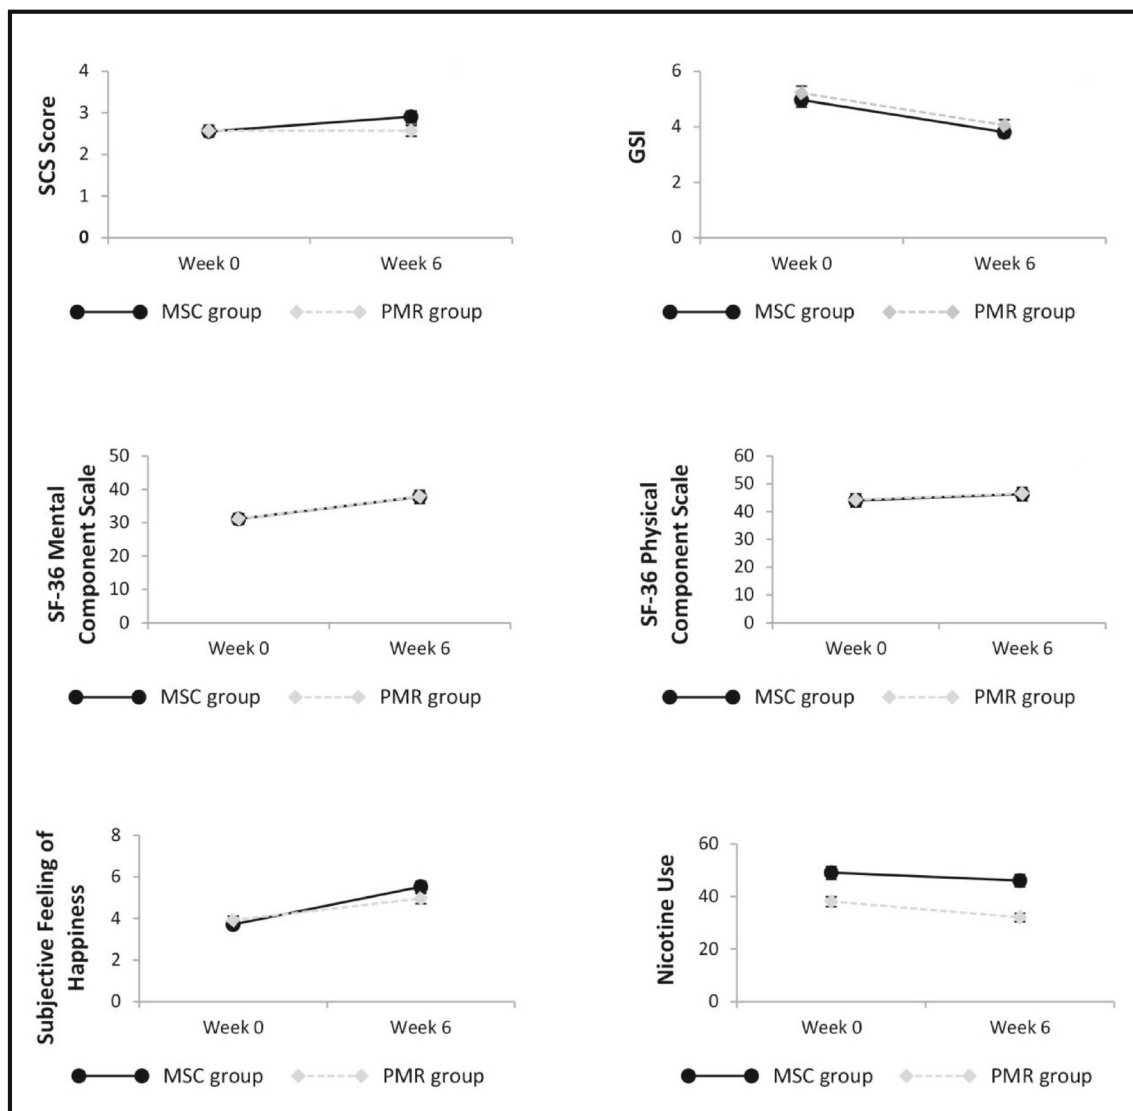 SCS Score
4
3
2
1
0
Week 0
Week 6
MSC group
PMR group
GSI
6
4
2
0
Week 0
Week 6
MSC group
PMR group
SF-36 Mental
Component Scale
50
40
30
20
10
0
Week 0
Week 6
MSC group
PMR group
SF-36 Physical
Component Scale
60
50
40
30
20
10
0
Week 0
Week 6
MSC group
PMR group
Subjective Feeling of
Happiness
8
6
4
2
0
Week 0
Week 6
MSC group
PMR group
Nicotine Use
60
40
20
0
Week 0
Week 6
MSC group
PMR group